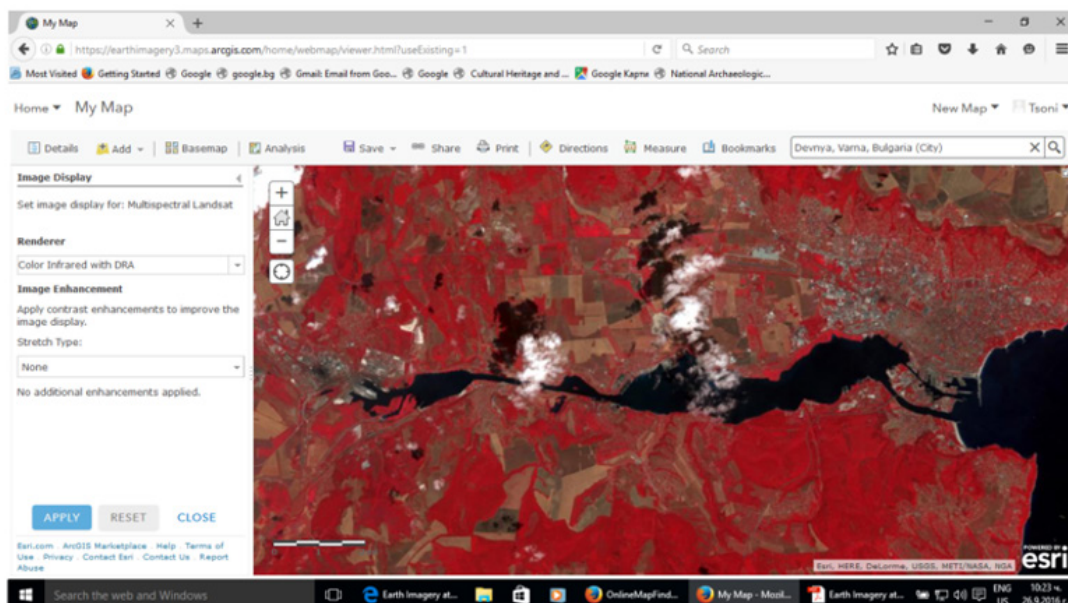 My Map
https://earthimagery3.maps.arcgis.com/home/webmap/viewer.html?useExisting=1
Search
Most Visited Getting Started Google google.bg Gmail: Email from Goo... Google Cultural Heritage and ... Google Карти National Archaeologic...
Home My Map
New Map Tsoni
Details Add Basemap Analysis Save Share Print Directions Measure Bookmarks Devnya, Varna, Bulgaria (City)
Image Display
Set image display for: Multispectral Landsat
Renderer
Color Infrared with DRA
Image Enhancement
Apply contrast enhancements to improve the
image display.
Stretch Type:
None
No additional enhancements applied.
APPLY RESET CLOSE
Esri.com . ArcGIS Marketplace . Help . Terms of
Use . Privacy . Contact Esri . Contact Us . Report
Abuse
Esri, HERE, DeLorme, USGS, METI/NASA, NGA
POWERED BY
esri
Search the web and Windows
Earth Imagery at...
OnlineMapFind...
My Map - Mozil...
Earth Imagery at...
ENG
US
10:23 ч.
26.9.2016 г.